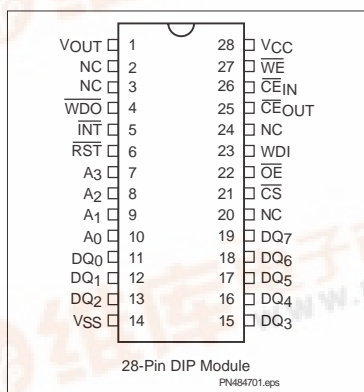 VOUT 1 28 VCC
NC 2 27 WE
NC 3 26 CEIN
WDO 4 25 CEOUT
INT 5 24 NC
RST 6 23 WDI
A3 7 22 OE
A2 8 21 CS
A1 9 20 NC
A0 10 19 DQ7
DQ0 11 18 DQ6
DQ1 12 17 DQ5
DQ2 13 16 DQ4
VSS 14 15 DQ3
28-Pin DIP Module
PN484701.eps